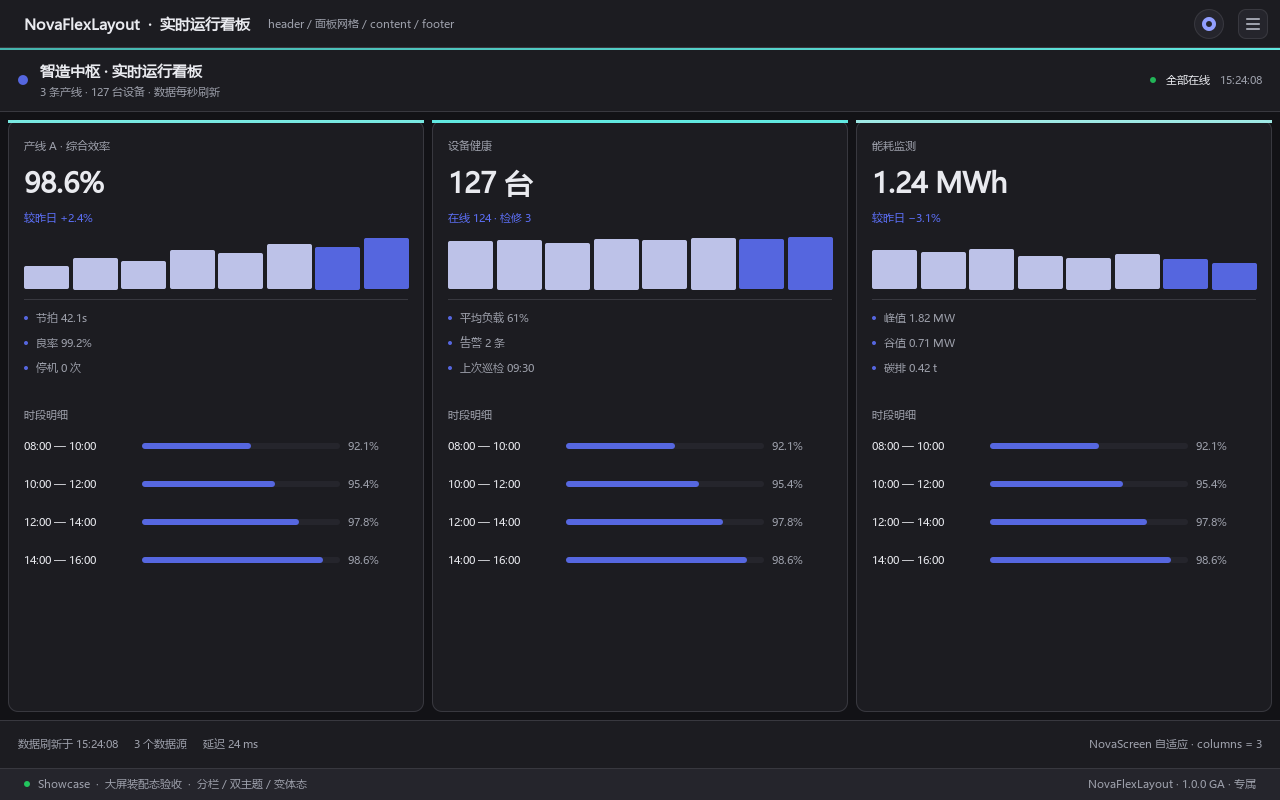 NovaFlexLayout · 实时运行看板 header / 面板网格 / content / footer
智造中枢 · 实时运行看板
3 条产线 · 127 台设备 · 数据每秒刷新
全部在线 15:24:08
产线 A · 综合效率
98.6%
较昨日 +2.4%
节拍 42.1s
良率 99.2%
停机 0 次
时段明细
08:00 — 10:00 92.1%
10:00 — 12:00 95.4%
12:00 — 14:00 97.8%
14:00 — 16:00 98.6%
设备健康
127 台
在线 124 · 检修 3
平均负载 61%
告警 2 条
上次巡检 09:30
时段明细
08:00 — 10:00 92.1%
10:00 — 12:00 95.4%
12:00 — 14:00 97.8%
14:00 — 16:00 98.6%
能耗监测
1.24 MWh
较昨日 −3.1%
峰值 1.82 MW
谷值 0.71 MW
碳排 0.42 t
时段明细
08:00 — 10:00 92.1%
10:00 — 12:00 95.4%
12:00 — 14:00 97.8%
14:00 — 16:00 98.6%
数据刷新于 15:24:08 3 个数据源 延迟 24 ms
NovaScreen 自适应 · columns = 3
Showcase · 大屏装配态验收 · 分栏 / 双主题 / 变体态
NovaFlexLayout · 1.0.0 GA · 专属